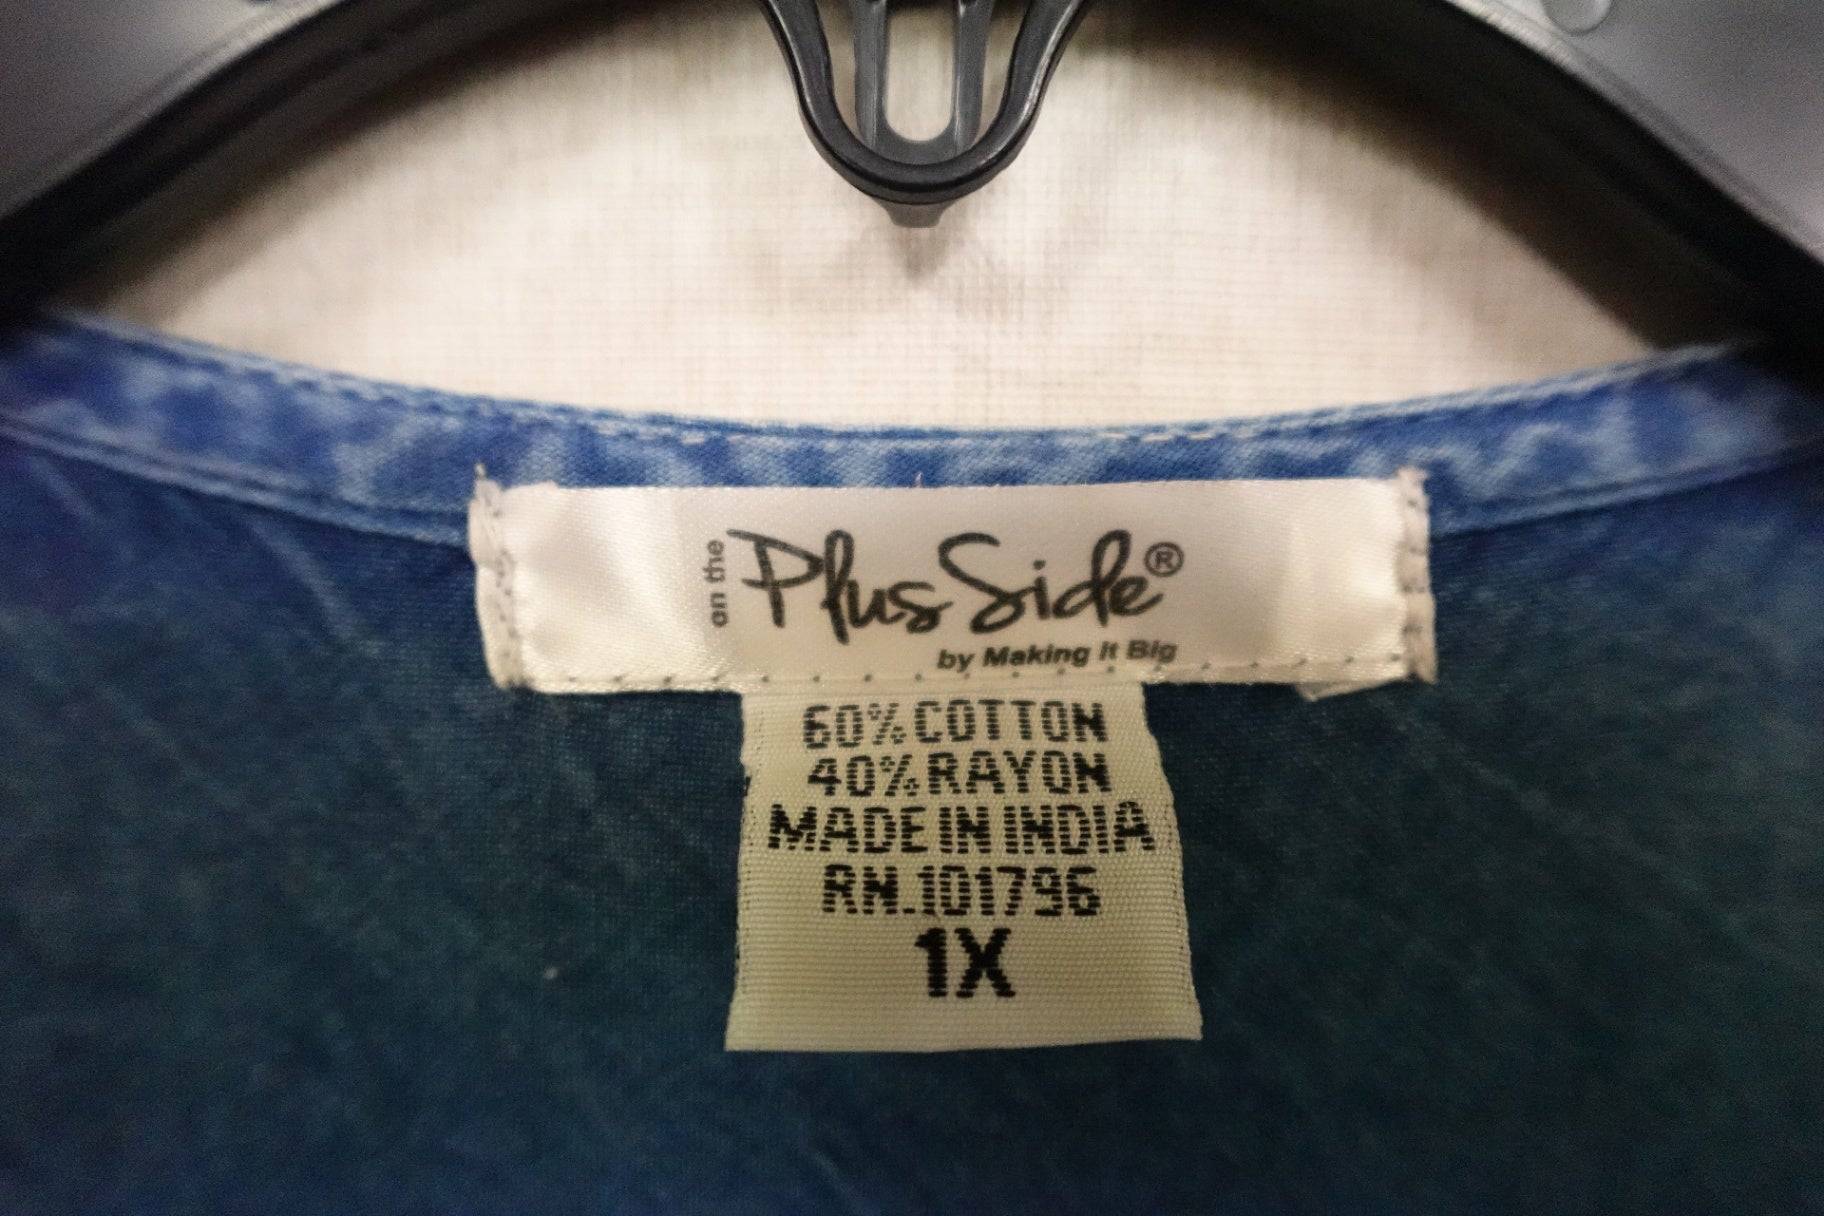 on the Plus Side®
by Making It Big
60% COTTON
40% RAYON
MADE IN INDIA
RN.101796
1X